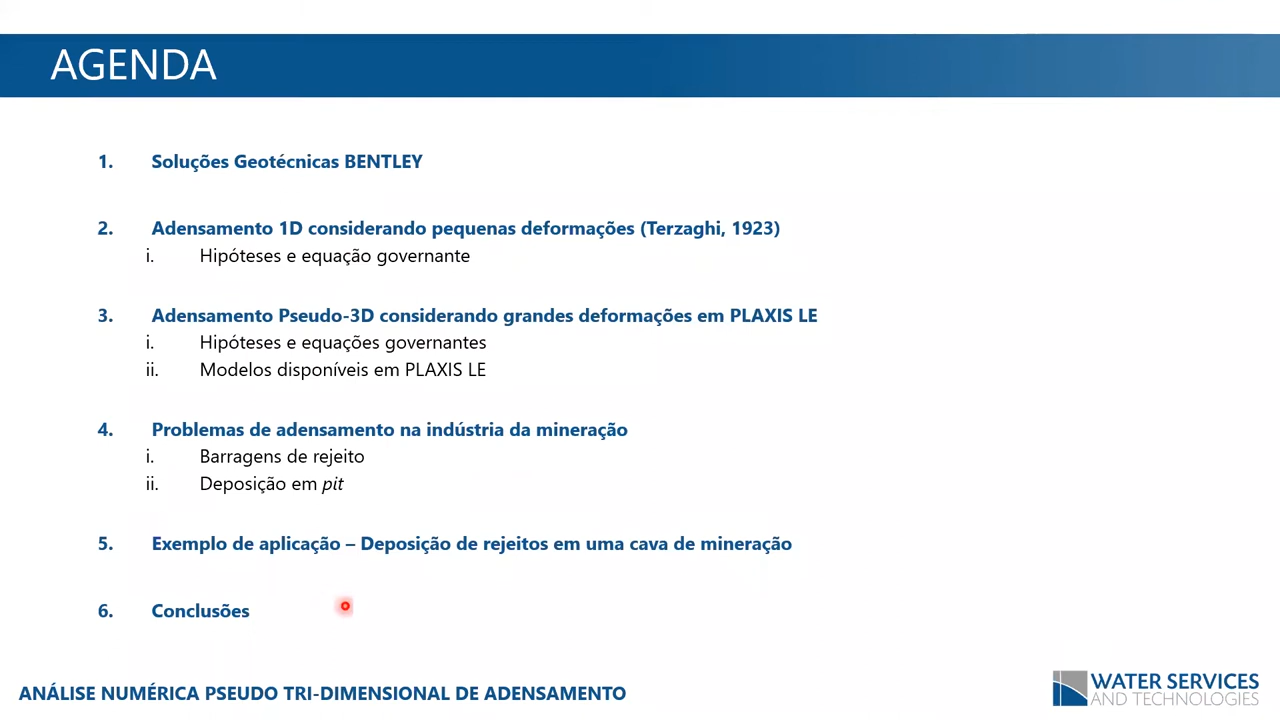 AGENDA
1. Soluções Geotécnicas BENTLEY
2. Adensamento 1D considerando pequenas deformações (Terzaghi, 1923)
i. Hipóteses e equação governante
3. Adensamento Pseudo-3D considerando grandes deformações em PLAXIS LE
i. Hipóteses e equações governantes
ii. Modelos disponíveis em PLAXIS LE
4. Problemas de adensamento na indústria da mineração
i. Barragens de rejeito
ii. Deposição em pit
5. Exemplo de aplicação – Deposição de rejeitos em uma cava de mineração
6. Conclusões
ANÁLISE NUMÉRICA PSEUDO TRI-DIMENSIONAL DE ADENSAMENTO
WATER SERVICES
AND TECHNOLOGIES